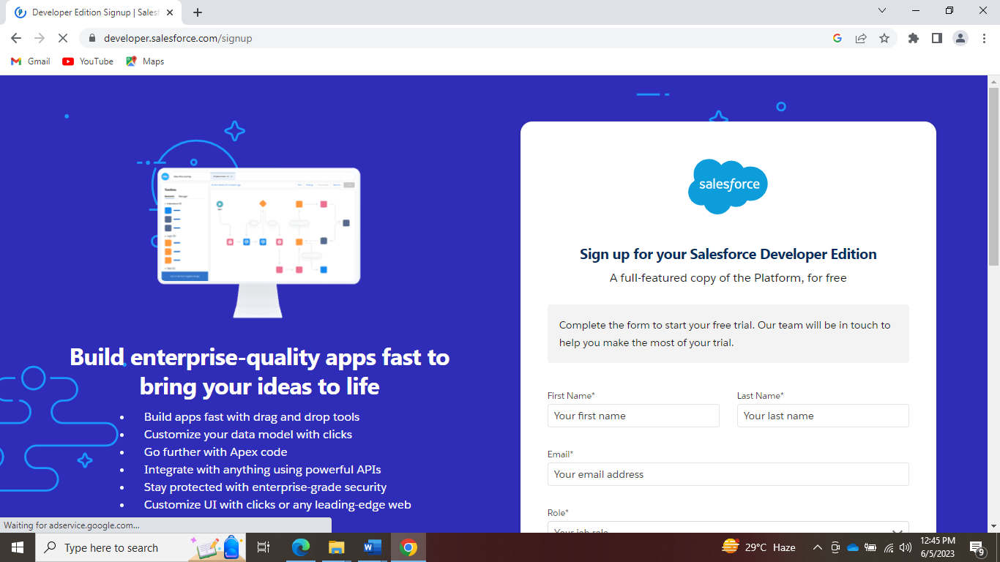 Developer Edition Signup | Salesf
developer.salesforce.com/signup
Gmail
YouTube
Maps
salesforce
Sign up for your Salesforce Developer Edition
A full-featured copy of the Platform, for free
Complete the form to start your free trial. Our team will be in touch to
help you make the most of your trial.
First Name*
Last Name*
Your first name
Your last name
Email*
Your email address
Role*
Your job role
Build enterprise-quality apps fast to
bring your ideas to life
Build apps fast with drag and drop tools
Customize your data model with clicks
Go further with Apex code
Integrate with anything using powerful APIs
Stay protected with enterprise-grade security
Customize UI with clicks or any leading-edge web
Waiting for adservice.google.com...
Type here to search
29°C Haze
12:45 PM
6/5/2023
9